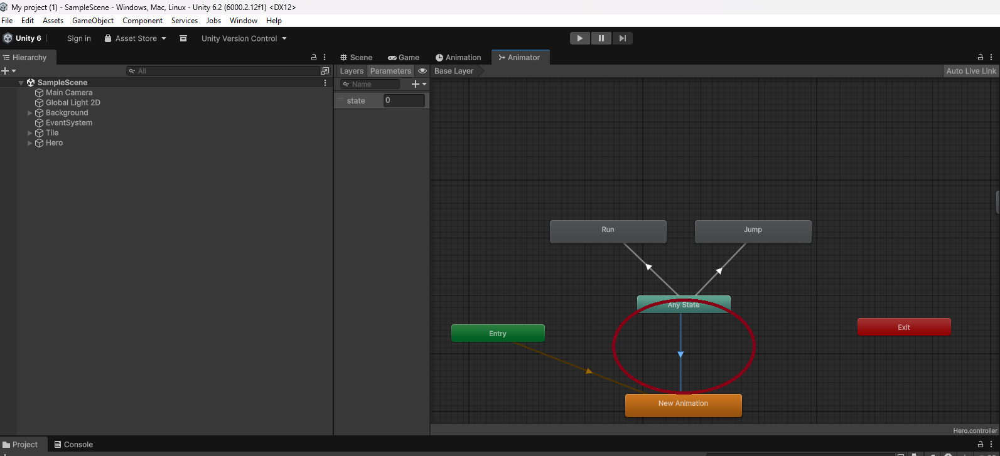 My project (1) - SampleScene - Windows, Mac, Linux - Unity 6.2 (6000.2.12f1) <DX12>
File Edit Assets GameObject Component Services Jobs Window Help
Unity 6 Sign in Asset Store Unity Version Control
Hierarchy
All
SampleScene
Main Camera
Global Light 2D
Background
EventSystem
Tile
Hero
Scene Game Animation Animator
Layers Parameters Base Layer Auto Live Link
Name
state 0
Run Jump
Any State
Entry
Exit
New Animation
Hero.controller
Project Console